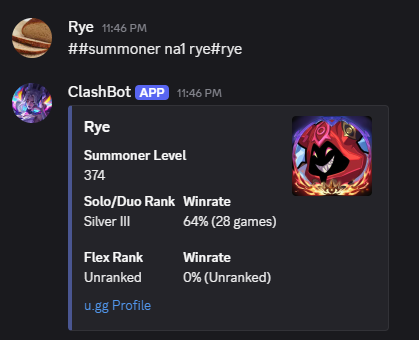 Rye 11:46 PM
##summoner na1 rye#rye
ClashBot APP 11:46 PM
Rye
Summoner Level
374
Solo/Duo Rank Winrate
Silver III 64% (28 games)
Flex Rank Winrate
Unranked 0% (Unranked)
u.gg Profile